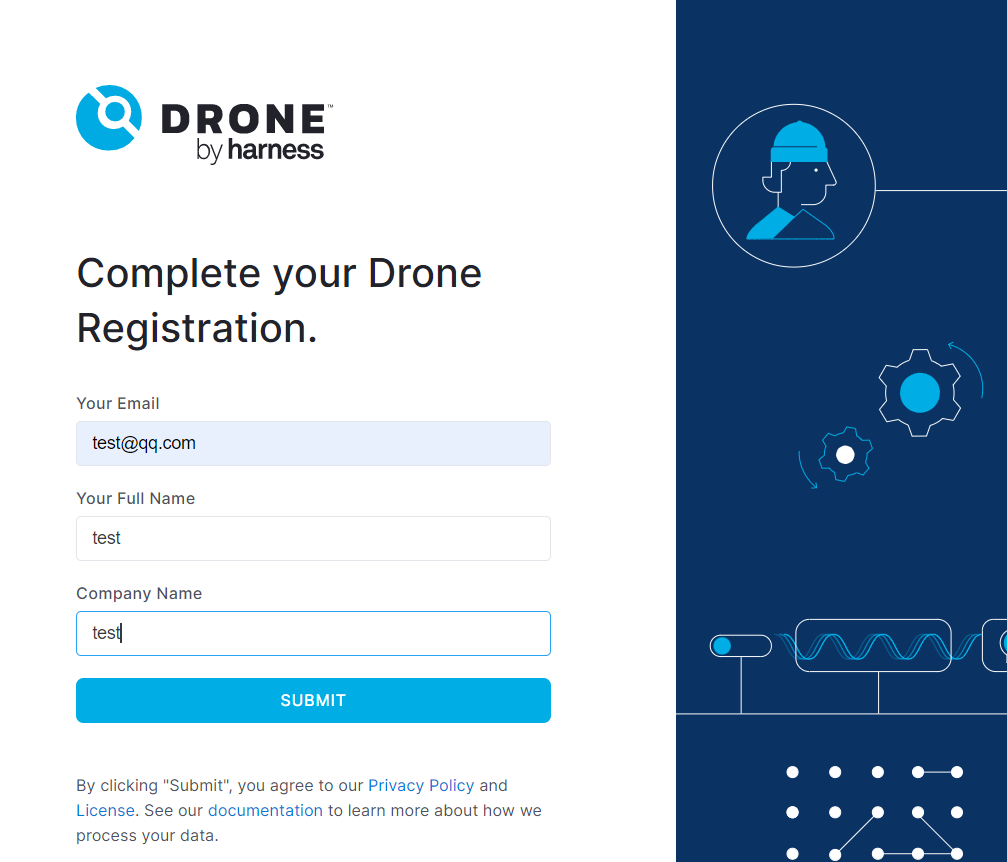 DRONE™
by harness
Complete your Drone
Registration.
Your Email
test@qq.com
Your Full Name
test
Company Name
test
SUBMIT
By clicking "Submit", you agree to our Privacy Policy and
License. See our documentation to learn more about how we
process your data.